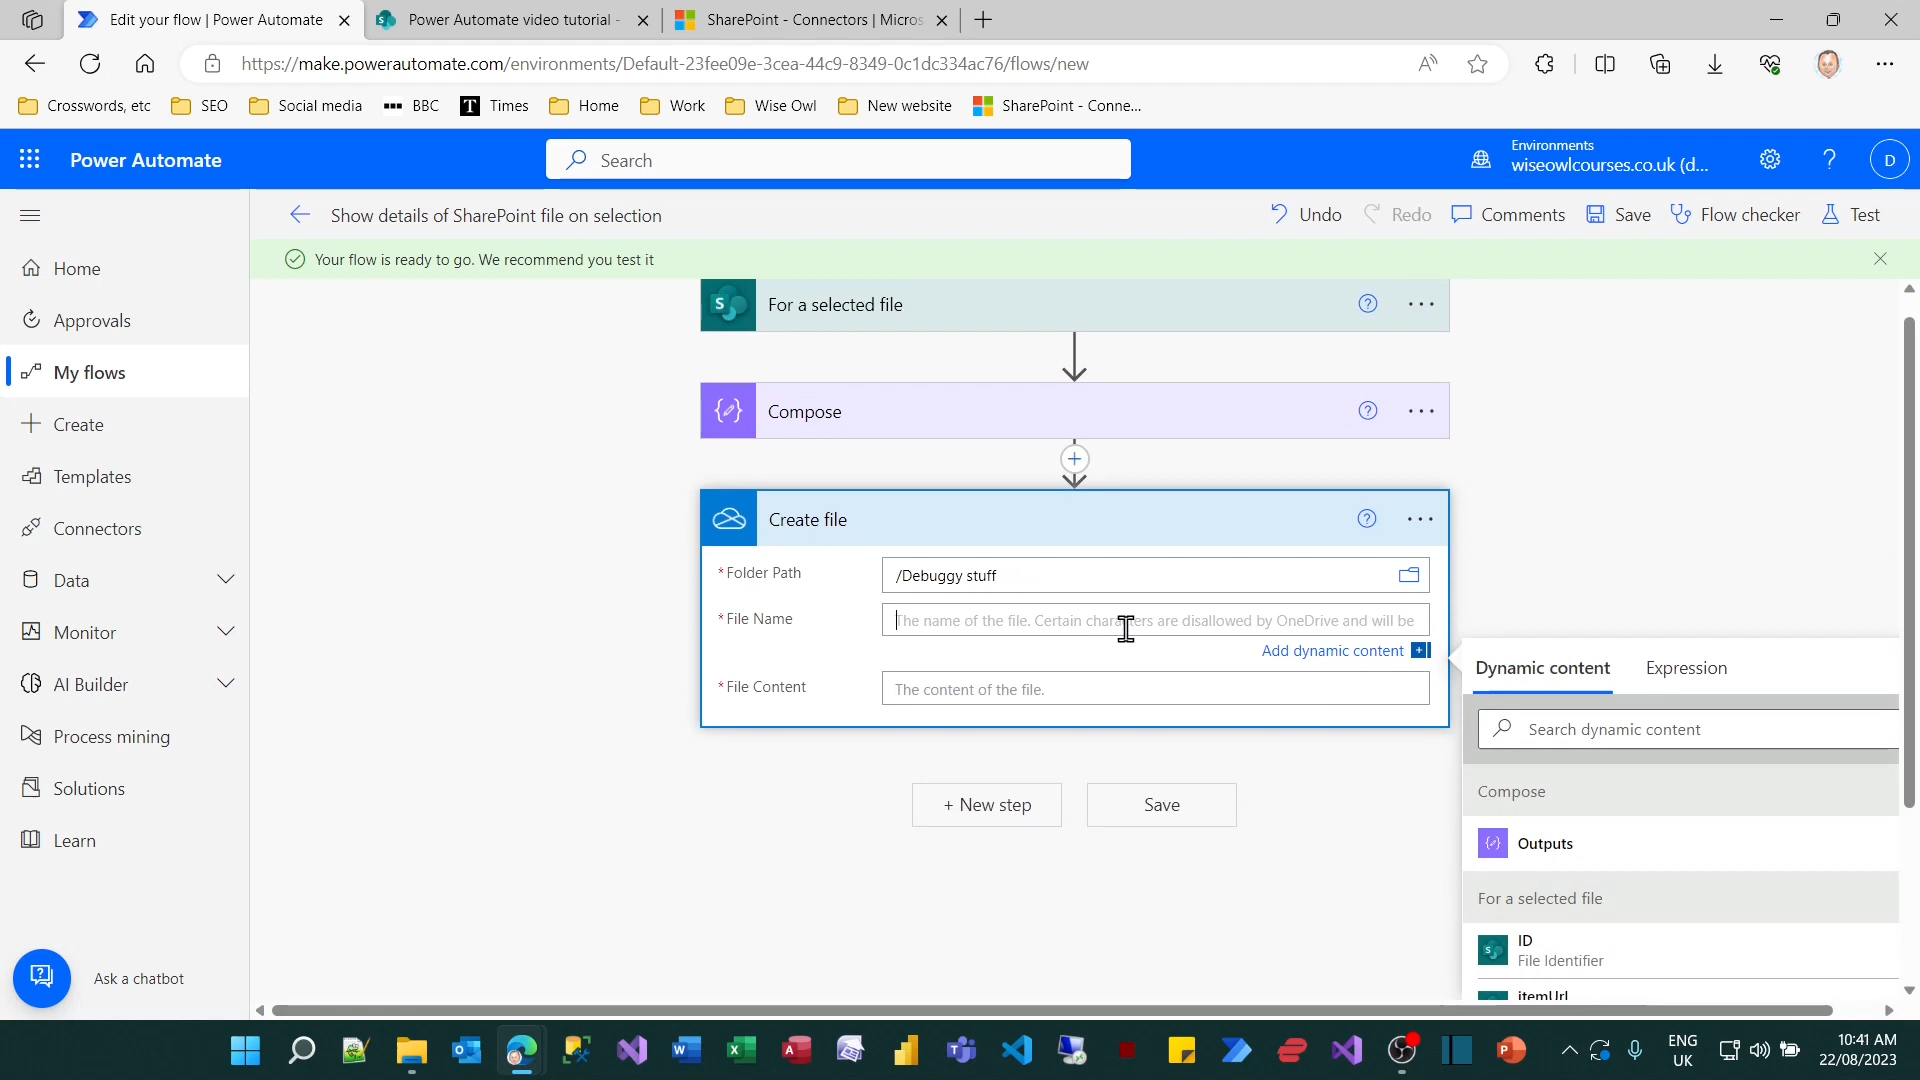 Edit your flow | Power Automate
Power Automate video tutorial -
SharePoint - Connectors | Micros
https://make.powerautomate.com/environments/Default-23fee09e-3cea-44c9-8349-0c1dc334ac76/flows/new
Crosswords, etc
SEO
Social media
BBC
T Times
Home
Work
Wise Owl
New website
SharePoint - Conne...
Power Automate
Search
Environments
wiseowlcourses.co.uk (d...
D
Show details of SharePoint file on selection
Undo
Redo
Comments
Save
Flow checker
Test
Your flow is ready to go. We recommend you test it
Home
Approvals
My flows
Create
Templates
Connectors
Data
Monitor
AI Builder
Process mining
Solutions
Learn
Ask a chatbot
For a selected file
Compose
Create file
* Folder Path
/Debuggy stuff
* File Name
The name of the file. Certain characters are disallowed by OneDrive and will be
Add dynamic content
* File Content
The content of the file.
+ New step
Save
Dynamic content
Expression
Search dynamic content
Compose
Outputs
For a selected file
ID
File Identifier
itemUrl
ENG
UK
10:41 AM
22/08/2023